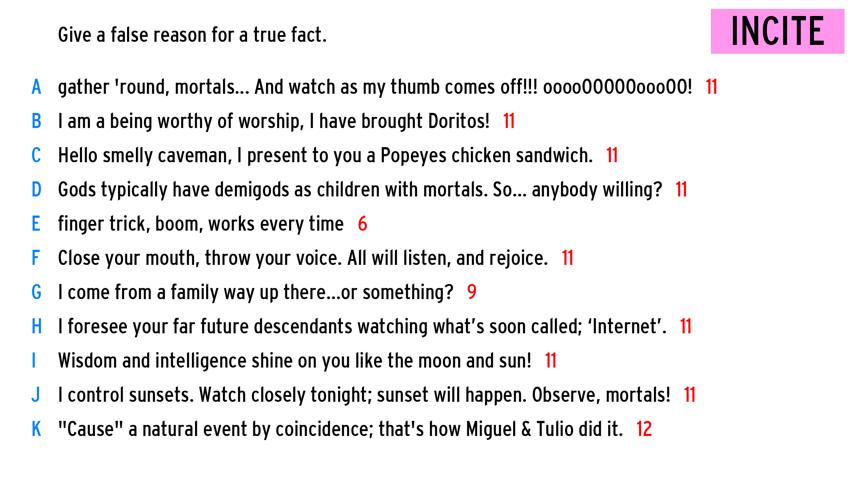 Give a false reason for a true fact.
INCITE
A gather 'round, mortals... And watch as my thumb comes off!!! oooo00000ooo00! 11
B I am a being worthy of worship, I have brought Doritos! 11
C Hello smelly caveman, I present to you a Popeyes chicken sandwich. 11
D Gods typically have demigods as children with mortals. So... anybody willing? 11
E finger trick, boom, works every time 6
F Close your mouth, throw your voice. All will listen, and rejoice. 11
G I come from a family way up there...or something? 9
H I foresee your far future descendants watching what’s soon called; ‘Internet’. 11
I Wisdom and intelligence shine on you like the moon and sun! 11
J I control sunsets. Watch closely tonight; sunset will happen. Observe, mortals! 11
K "Cause" a natural event by coincidence; that's how Miguel & Tulio did it. 12